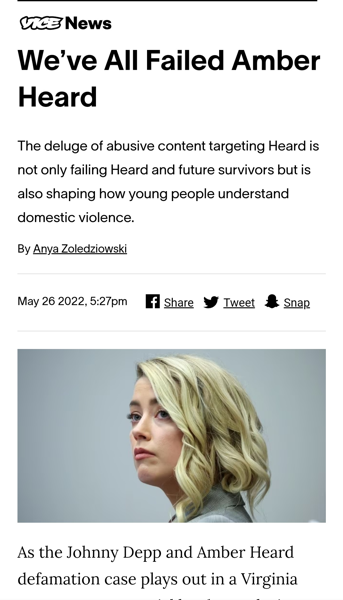 VICE News
We’ve All Failed Amber
Heard
The deluge of abusive content targeting Heard is
not only failing Heard and future survivors but is
also shaping how young people understand
domestic violence.
By Anya Zoledziowski
May 26 2022, 5:27pm Share Tweet Snap
As the Johnny Depp and Amber Heard
defamation case plays out in a Virginia